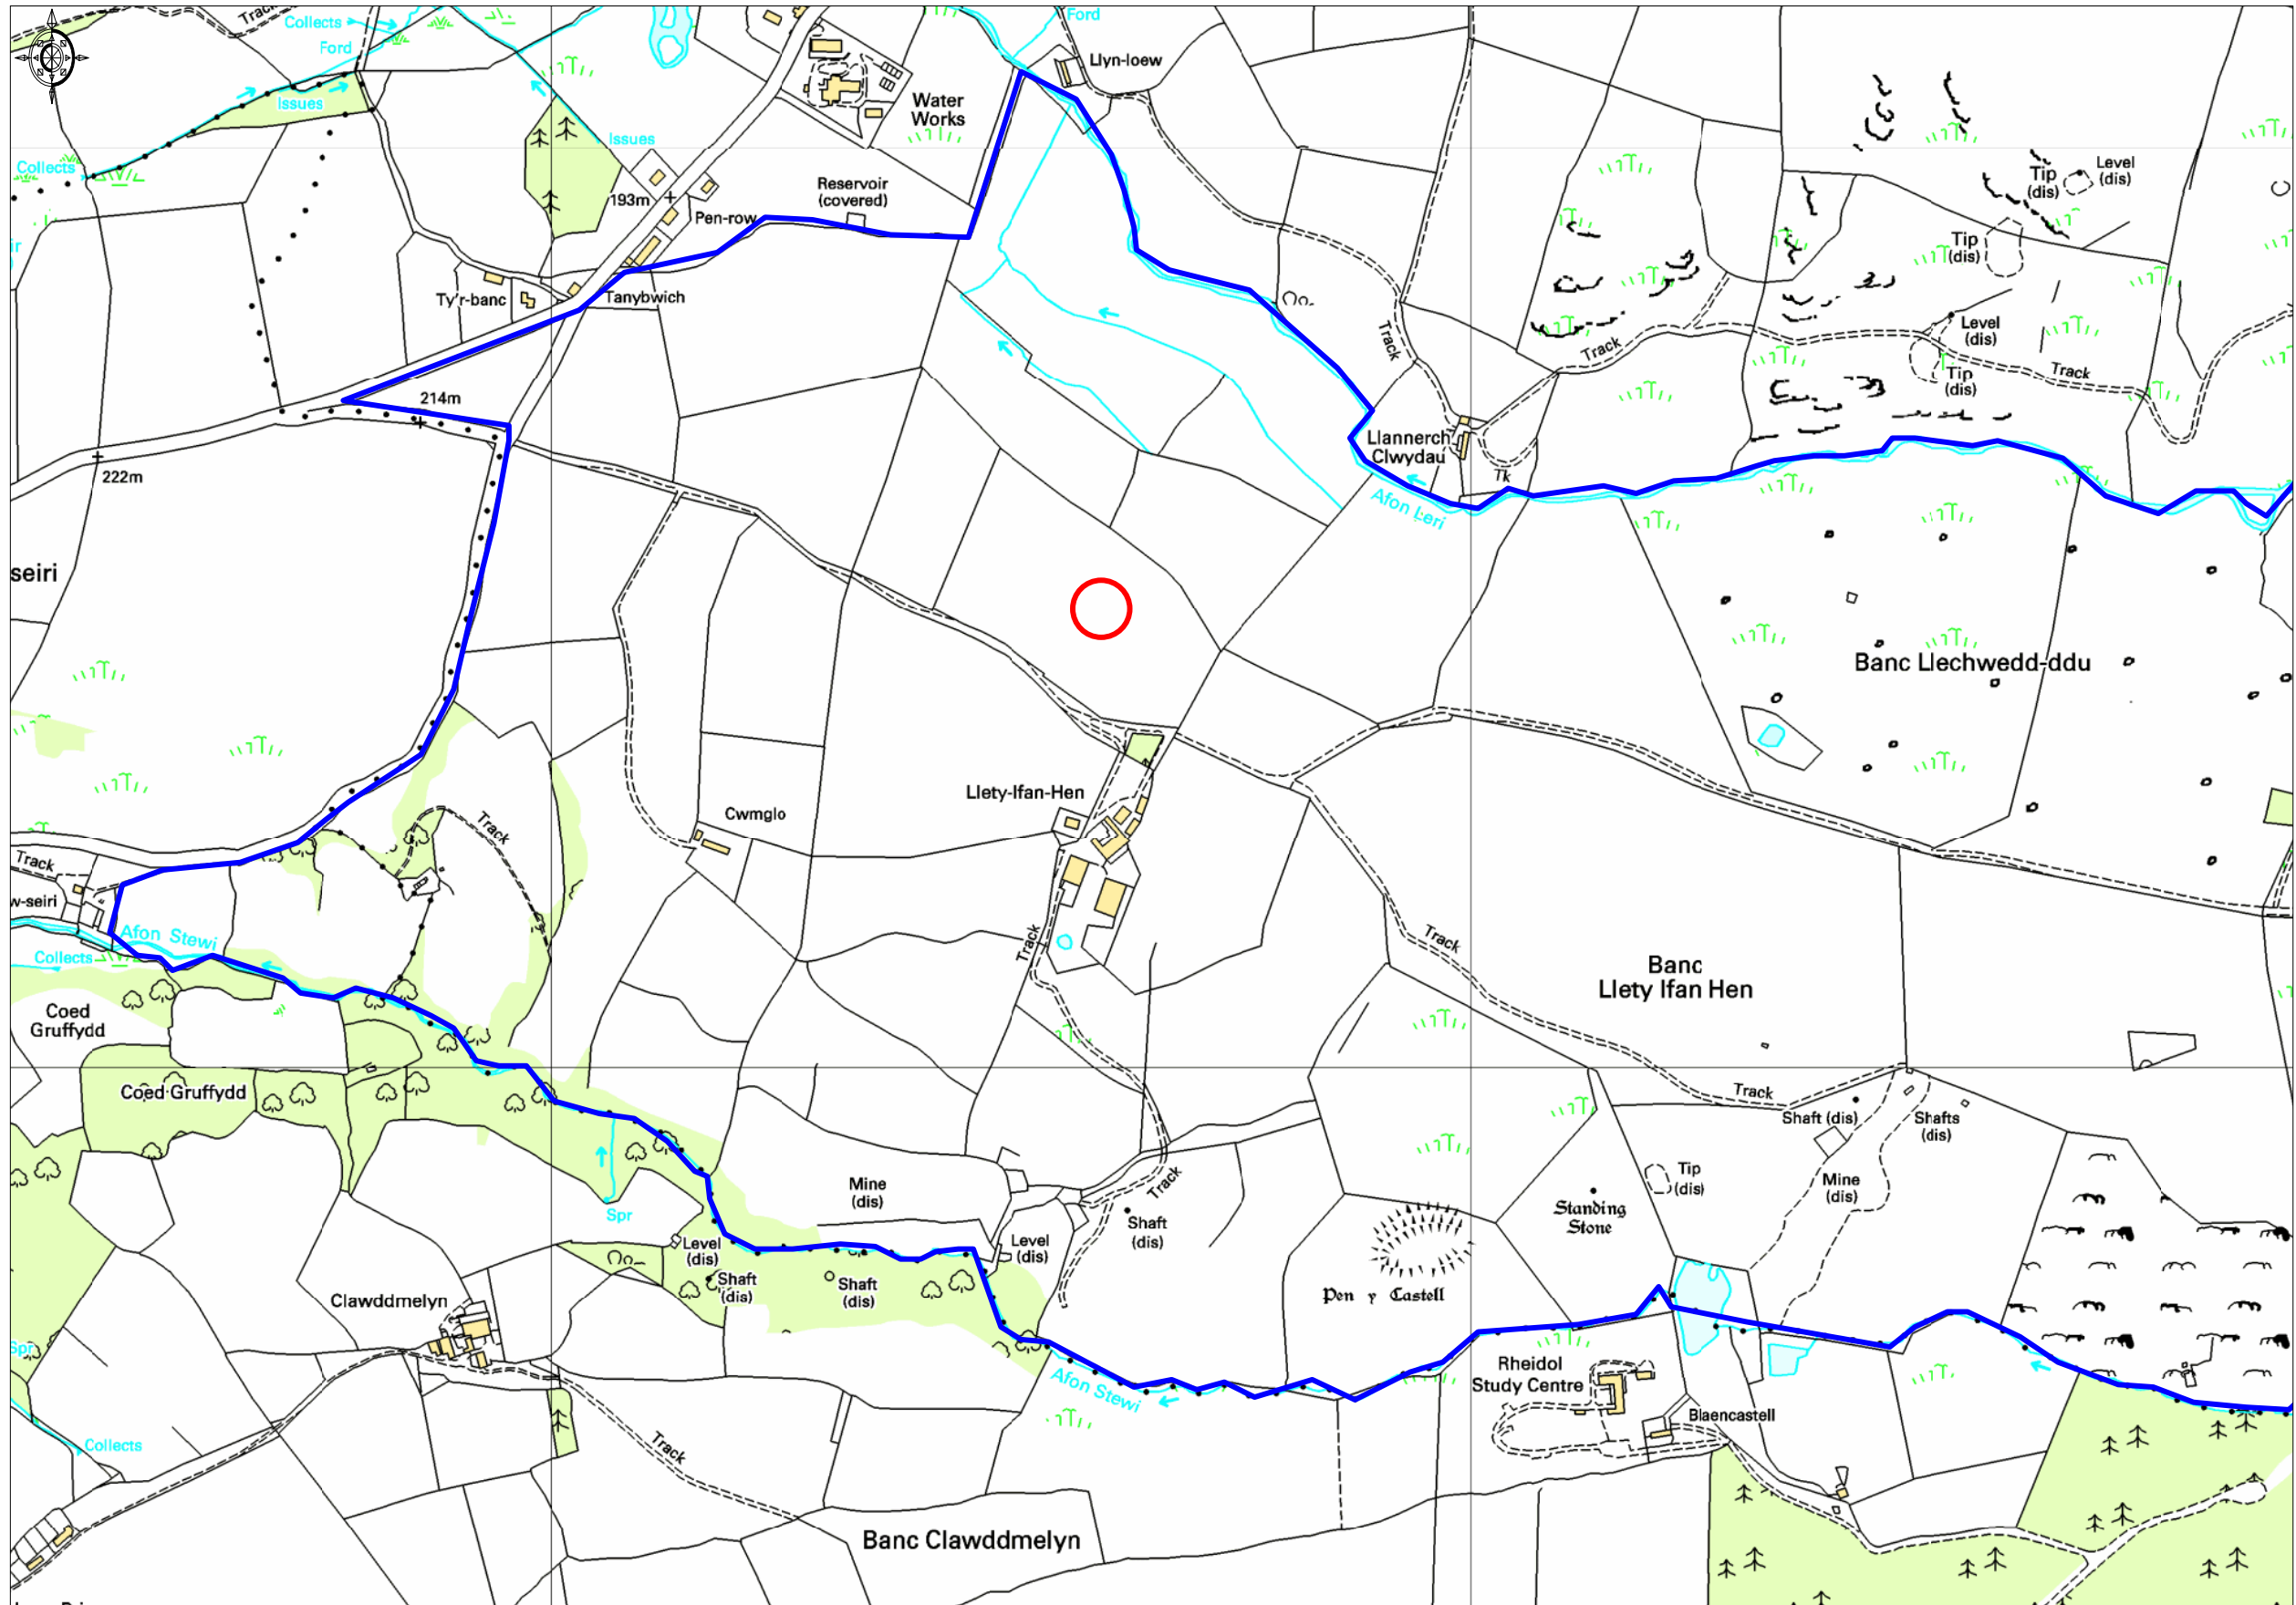 Track
Collects
Ford
Ford
Issues
Issues
Collects
Llyn-loew
Water
Works
Reservoir
(covered)
193m
Pen-row
Ty'r-banc
Tanybwich
214m
222m
Track
Track
Level
(dis)
Tip
(dis)
Tip
(dis)
Level
(dis)
Tip
(dis)
Track
Llannerch
Clwydau
Tk
Afon Leri
seiri
Banc Llechwedd-ddu
Llety-Ifan-Hen
Cwmglo
Track
Track
w-seiri
Afon Stewi
Collects
Track
Track
Banc
Llety Ifan Hen
Coed
Gruffydd
Coed Gruffydd
Track
Shaft (dis)
Shafts
(dis)
Mine
(dis)
Tip
(dis)
Standing
Stone
Mine
(dis)
Track
Shaft
(dis)
Spr
Level
(dis)
Level
(dis)
Shaft
(dis)
Shaft
(dis)
Pen y Castell
Clawddmelyn
Spr
Rheidol
Study Centre
Afon Stewi
Blaencastell
Collects
Track
Banc Clawddmelyn